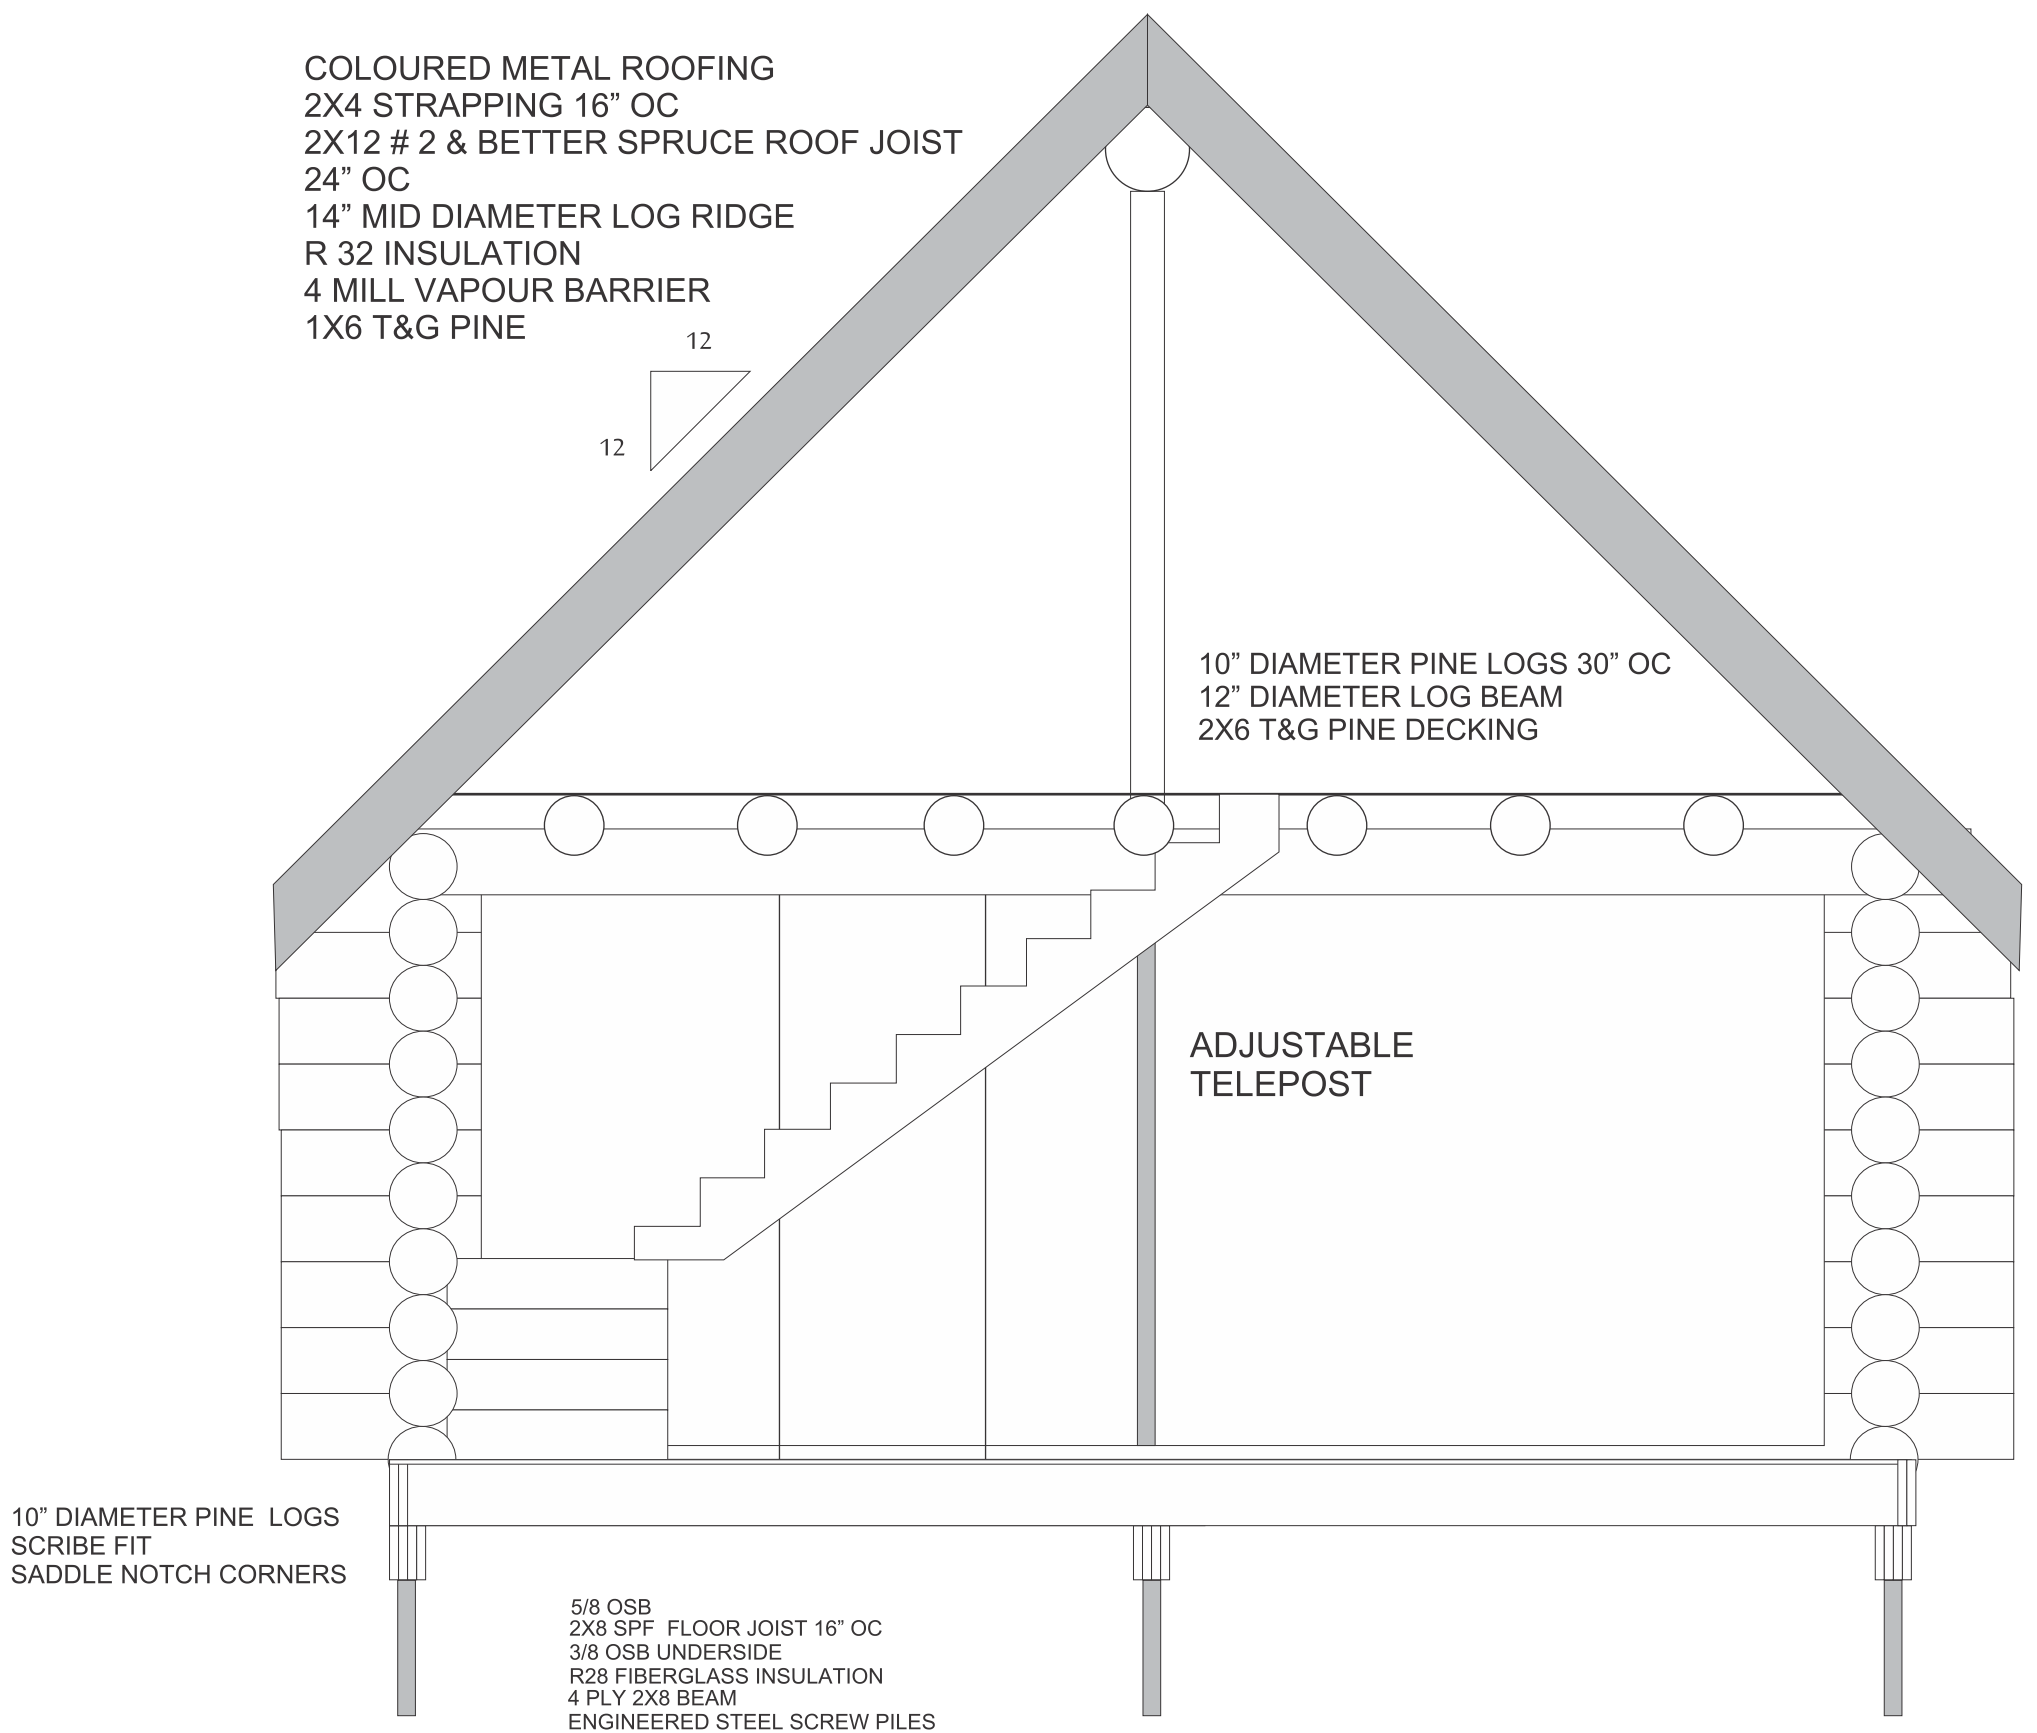 COLOURED METAL ROOFING
2X4 STRAPPING 16” OC
2X12 # 2 & BETTER SPRUCE ROOF JOIST
24” OC
14” MID DIAMETER LOG RIDGE
R 32 INSULATION
4 MILL VAPOUR BARRIER
1X6 T&G PINE
12
12
10” DIAMETER PINE LOGS 30” OC
12” DIAMETER LOG BEAM
2X6 T&G PINE DECKING
ADJUSTABLE
TELEPOST
10” DIAMETER PINE LOGS
SCRIBE FIT
SADDLE NOTCH CORNERS
5/8 OSB
2X8 SPF FLOOR JOIST 16” OC
3/8 OSB UNDERSIDE
R28 FIBERGLASS INSULATION
4 PLY 2X8 BEAM
ENGINEERED STEEL SCREW PILES